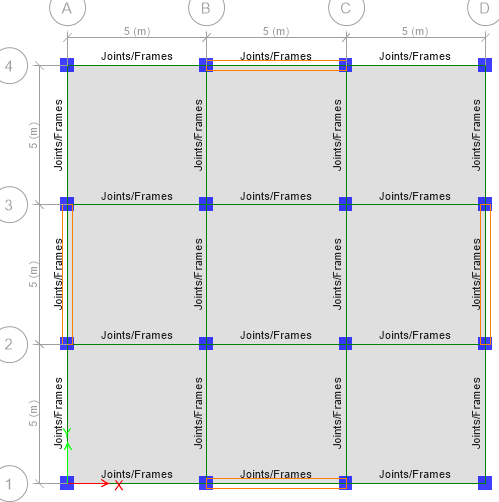 A B C D
5 (m) 5 (m) 5 (m)
4
Joints/Frames Joints/Frames Joints/Frames
5 (m) Joints/Frames Joints/Frames Joints/Frames Joints/Frames
3
Joints/Frames Joints/Frames Joints/Frames
5 (m) Joints/Frames Joints/Frames Joints/Frames Joints/Frames
2
Joints/Frames Joints/Frames Joints/Frames
5 (m) Joints/Frames Joints/Frames Joints/Frames Joints/Frames
Y
1
Joints/Frames Joints/Frames Joints/Frames
X